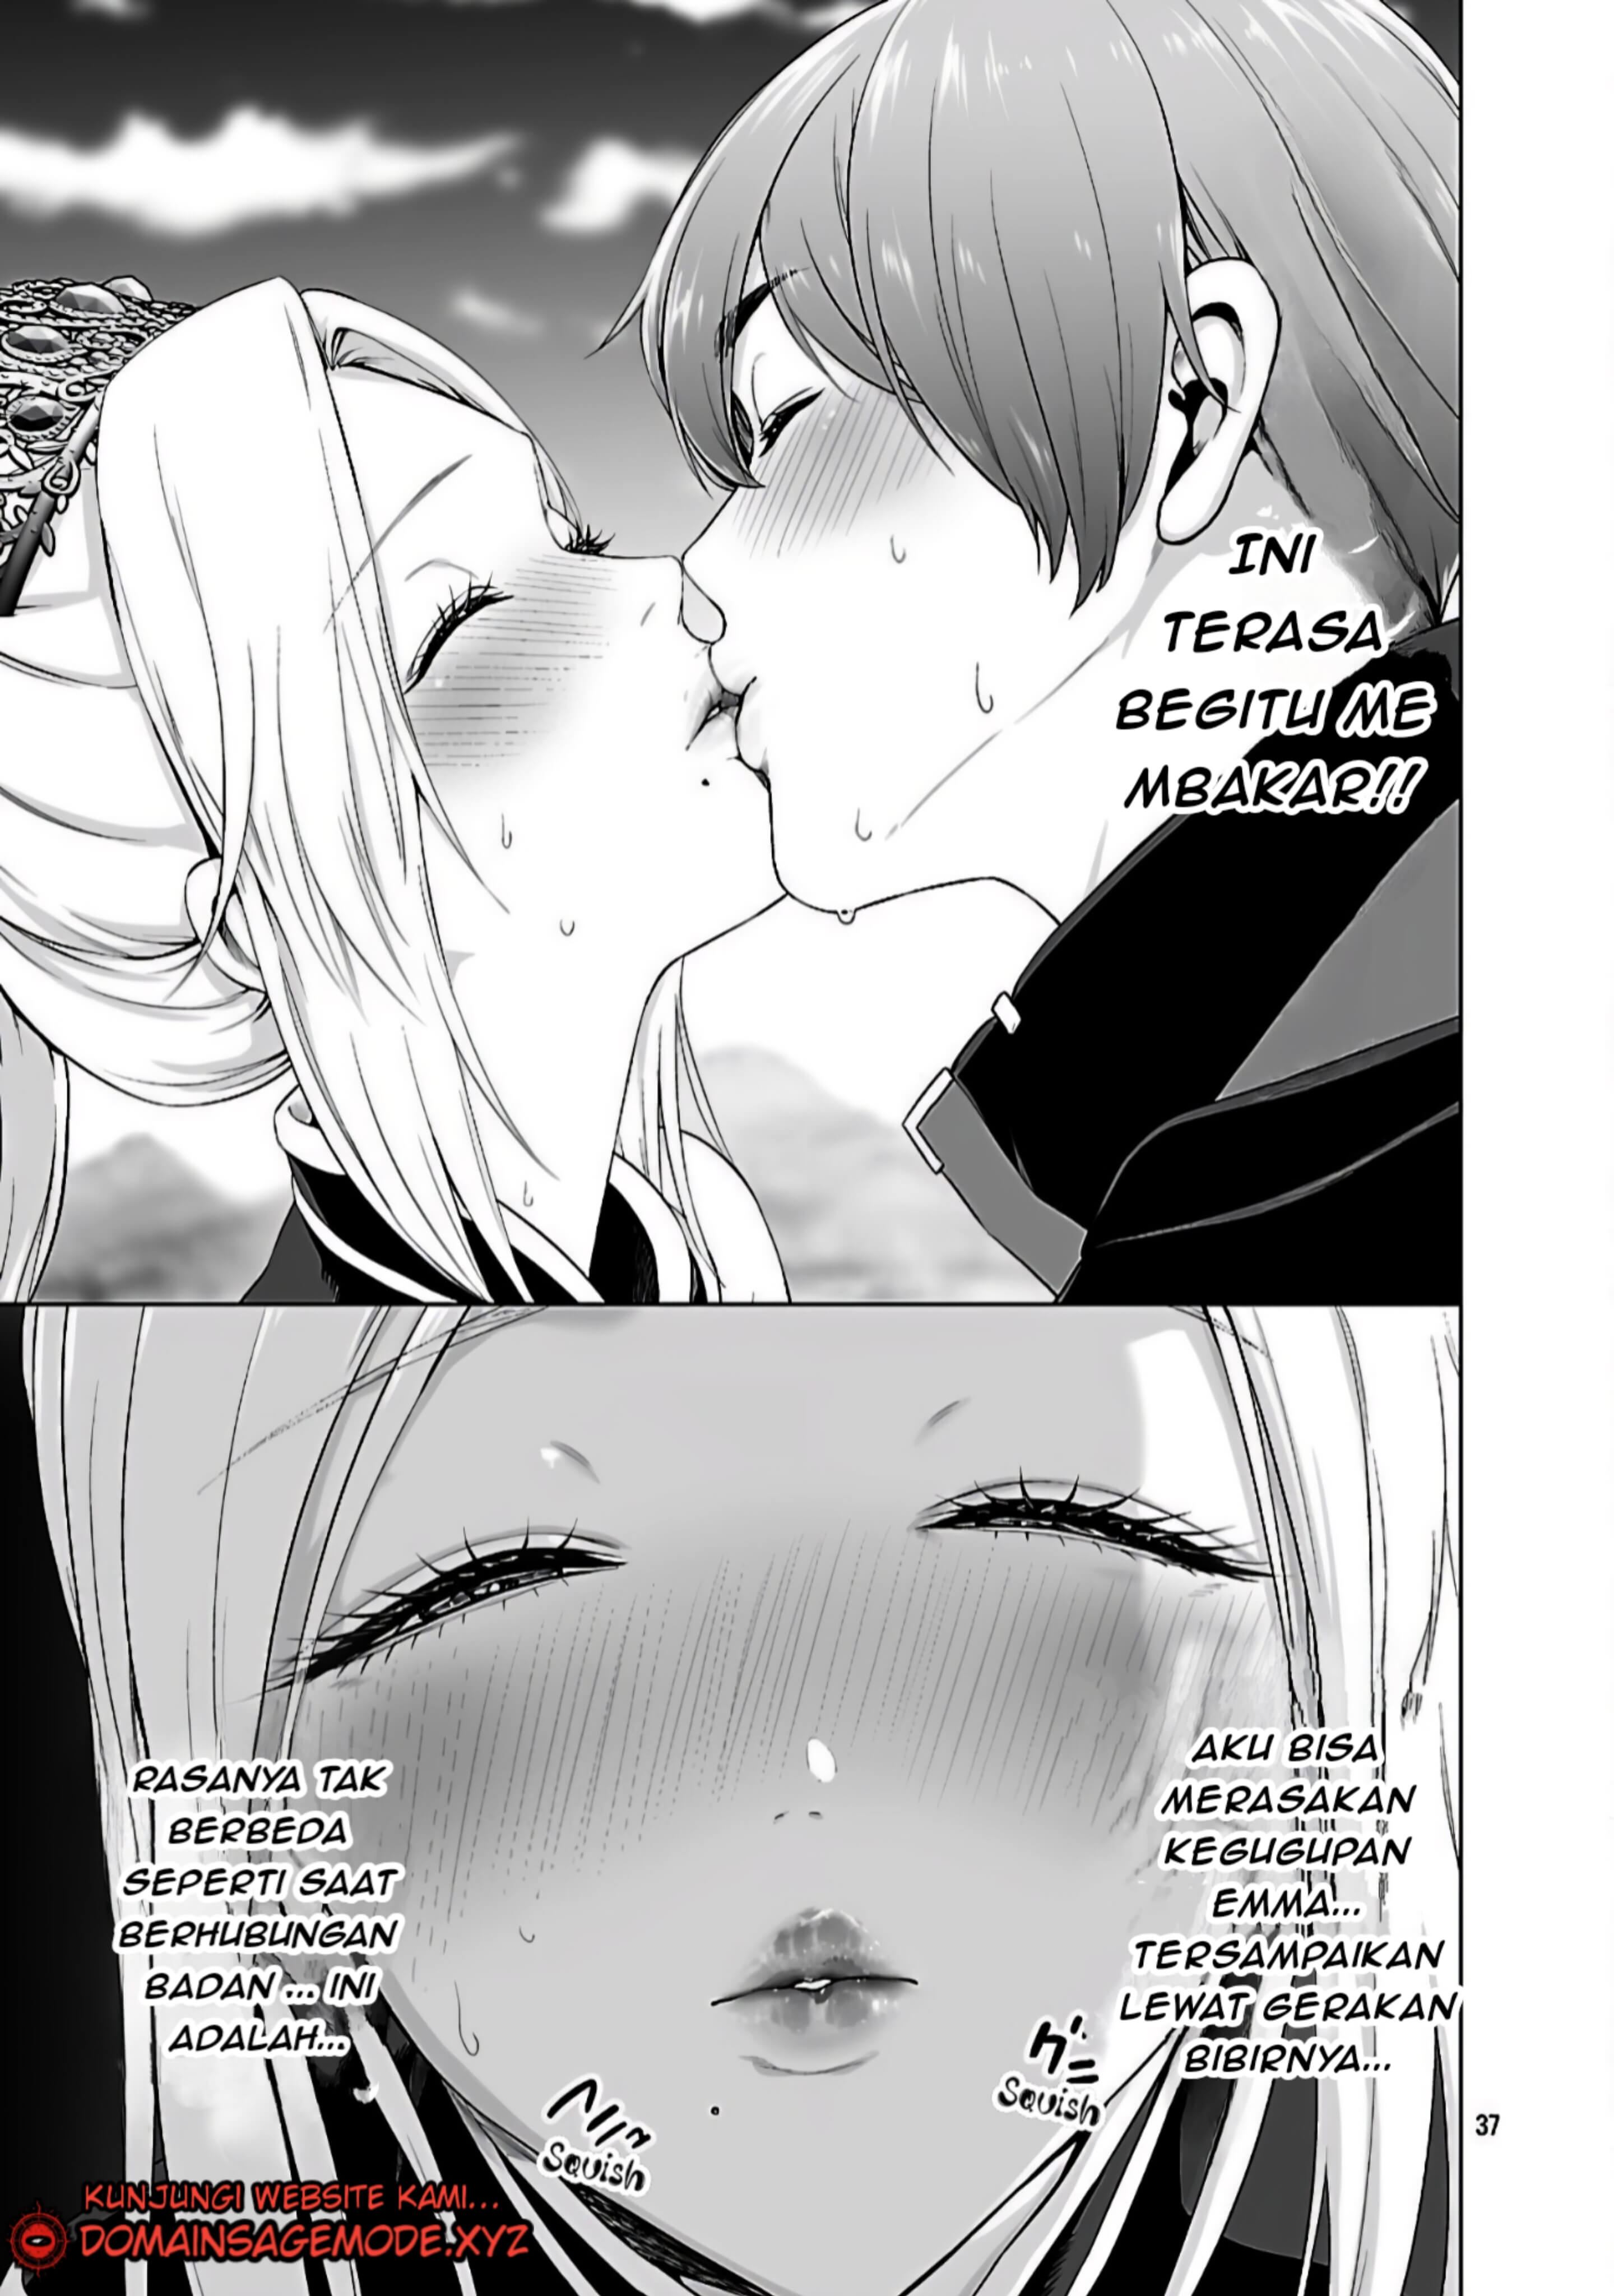 INI
TERASA
BEGITU ME
MBAKAR!!
AKU BISA
MERASAKAN
KEGUGUPAN
EMMA...
TERSAMPAIKAN
LEWAT GERAKAN
BIBIRNYA...
RASANYA TAK
BERBEDA
SEPERTI SAAT
BERHUBUNGAN
BADAN ... INI
ADALAH...
Squish
Squish
37
KUNJUNGI WEBSITE KAMI...
DOMAINSAGEMODE.XYZ